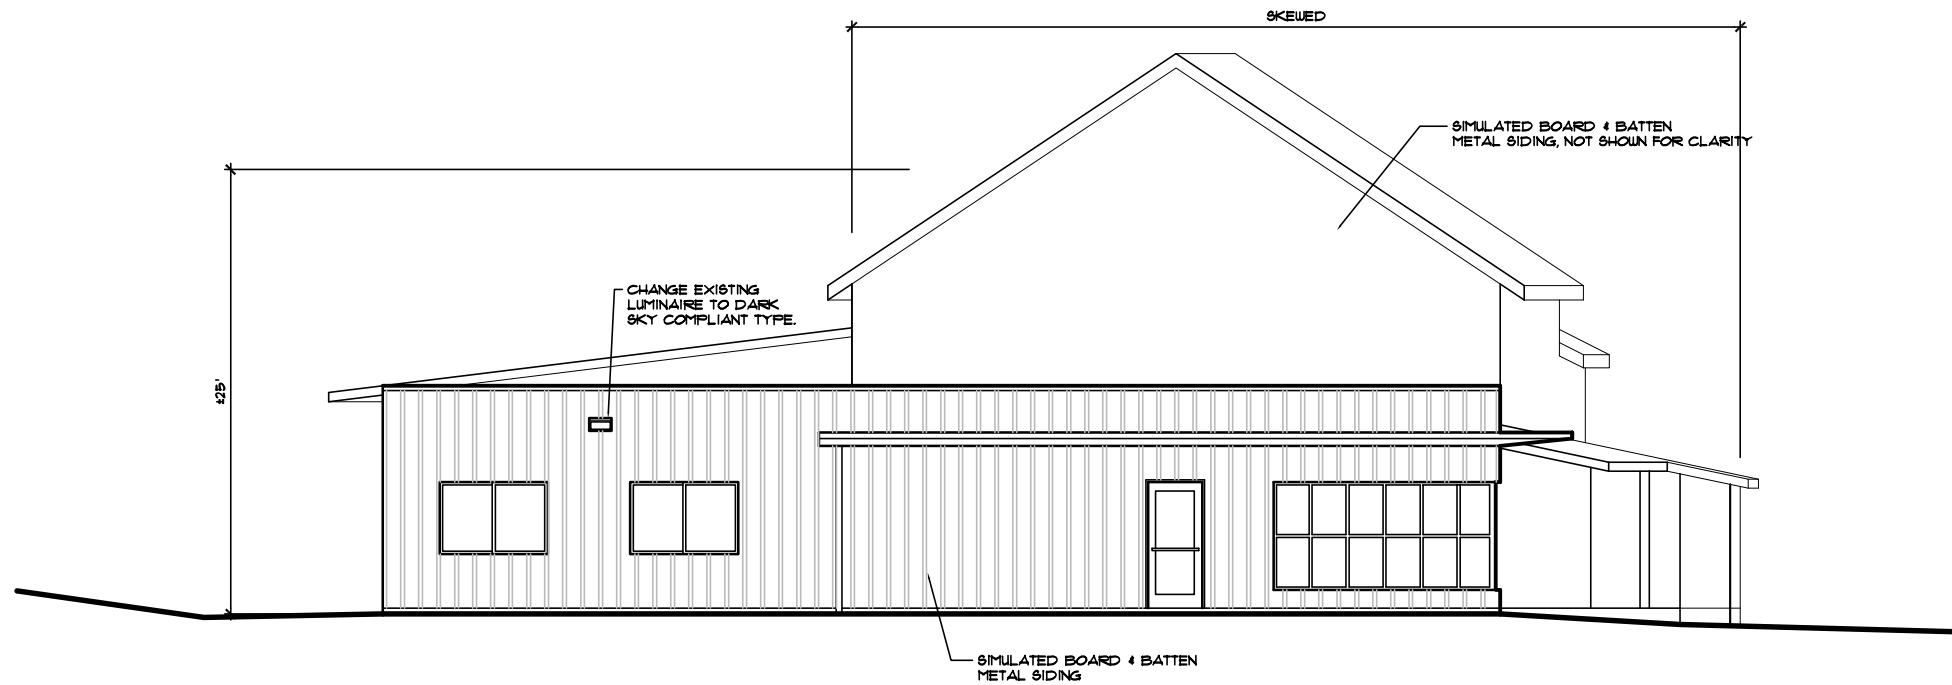 SKEWED
SIMULATED BOARD & BATTEN
METAL SIDING, NOT SHOWN FOR CLARITY
CHANGE EXISTING
LUMINAIRE TO DARK
SKY COMPLIANT TYPE.
±25'
SIMULATED BOARD & BATTEN
METAL SIDING